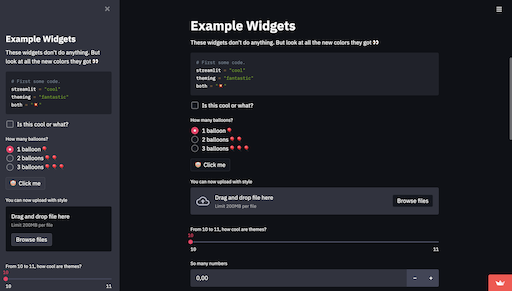 Example Widgets
These widgets don't do anything. But
look at all the new colors they got 👀
# First some code.
streamlit = "cool"
theming = "fantastic"
both = "💥"
Is this cool or what?
How many balloons?
1 balloon 🎈
2 balloons 🎈 🎈
3 balloons 🎈 🎈 🎈
Click me
You can now upload with style
Drag and drop file here
Limit 200MB per file
Browse files
From 10 to 11, how cool are themes?
10
10 11
Example Widgets
These widgets don't do anything. But look at all the new colors they got 👀
# First some code.
streamlit = "cool"
theming = "fantastic"
both = "💥"
Is this cool or what?
How many balloons?
1 balloon 🎈
2 balloons 🎈 🎈
3 balloons 🎈 🎈 🎈
Click me
You can now upload with style
Drag and drop file here
Limit 200MB per file
Browse files
From 10 to 11, how cool are themes?
10
10 11
So many numbers
0,00 - +